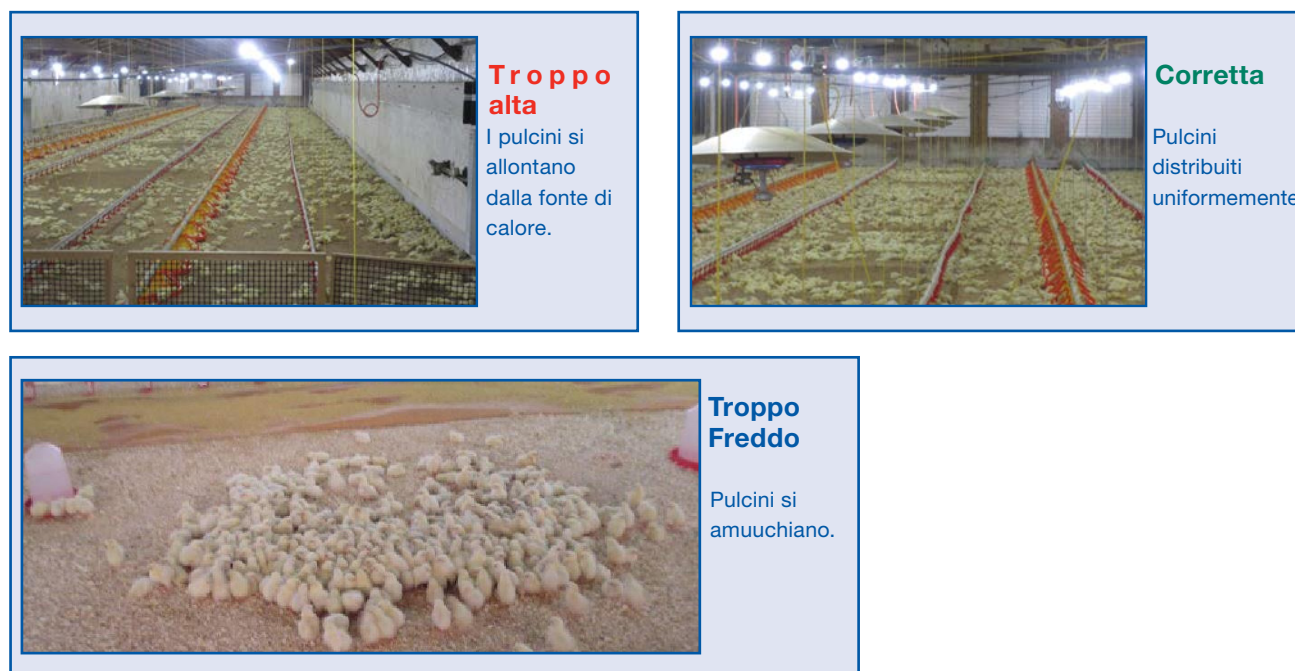 Troppo
alta
I pulcini si
allontano
dalla fonte di
calore.
Corretta
Pulcini
distribuiti
uniformemente
Troppo
Freddo
Pulcini si
amuuchiano.